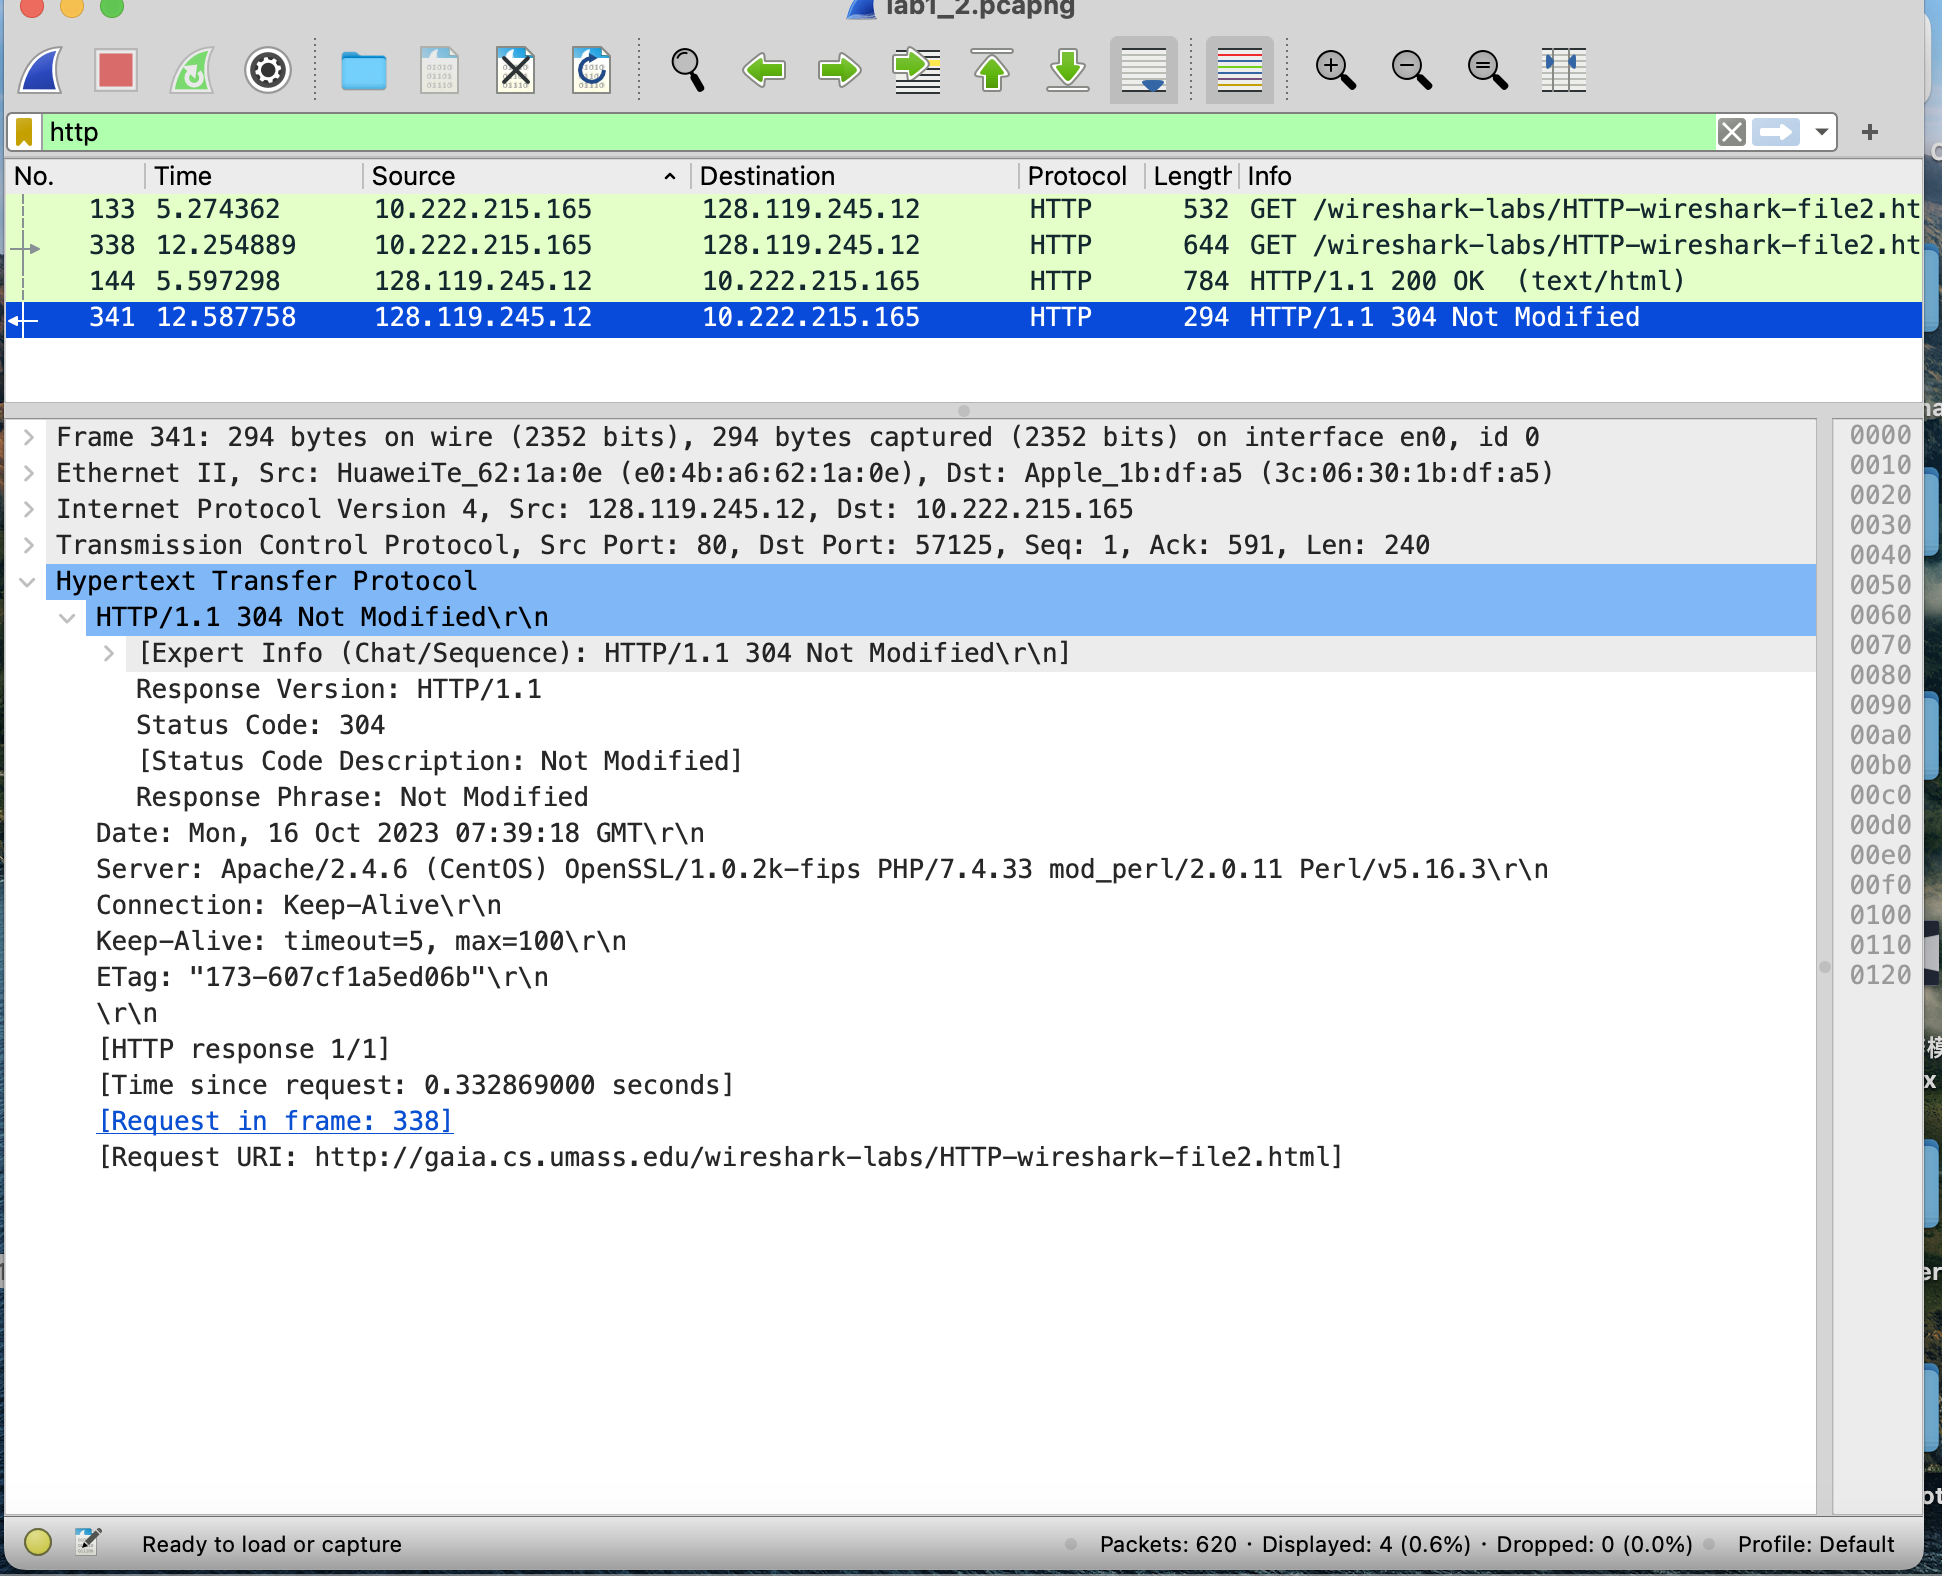 lab1_2.pcapng
http
No. Time Source Destination Protocol Length Info
133 5.274362 10.222.215.165 128.119.245.12 HTTP 532 GET /wireshark-labs/HTTP-wireshark-file2.ht
338 12.254889 10.222.215.165 128.119.245.12 HTTP 644 GET /wireshark-labs/HTTP-wireshark-file2.ht
144 5.597298 128.119.245.12 10.222.215.165 HTTP 784 HTTP/1.1 200 OK (text/html)
341 12.587758 128.119.245.12 10.222.215.165 HTTP 294 HTTP/1.1 304 Not Modified
Frame 341: 294 bytes on wire (2352 bits), 294 bytes captured (2352 bits) on interface en0, id 0
Ethernet II, Src: HuaweiTe_62:1a:0e (e0:4b:a6:62:1a:0e), Dst: Apple_1b:df:a5 (3c:06:30:1b:df:a5)
Internet Protocol Version 4, Src: 128.119.245.12, Dst: 10.222.215.165
Transmission Control Protocol, Src Port: 80, Dst Port: 57125, Seq: 1, Ack: 591, Len: 240
Hypertext Transfer Protocol
HTTP/1.1 304 Not Modified\r\n
[Expert Info (Chat/Sequence): HTTP/1.1 304 Not Modified\r\n]
Response Version: HTTP/1.1
Status Code: 304
[Status Code Description: Not Modified]
Response Phrase: Not Modified
Date: Mon, 16 Oct 2023 07:39:18 GMT\r\n
Server: Apache/2.4.6 (CentOS) OpenSSL/1.0.2k-fips PHP/7.4.33 mod_perl/2.0.11 Perl/v5.16.3\r\n
Connection: Keep-Alive\r\n
Keep-Alive: timeout=5, max=100\r\n
ETag: "173-607cf1a5ed06b"\r\n
\r\n
[HTTP response 1/1]
[Time since request: 0.332869000 seconds]
[Request in frame: 338]
[Request URI: http://gaia.cs.umass.edu/wireshark-labs/HTTP-wireshark-file2.html]
0000
0010
0020
0030
0040
0050
0060
0070
0080
0090
00a0
00b0
00c0
00d0
00e0
00f0
0100
0110
0120
Ready to load or capture
Packets: 620 · Displayed: 4 (0.6%) · Dropped: 0 (0.0%)
Profile: Default